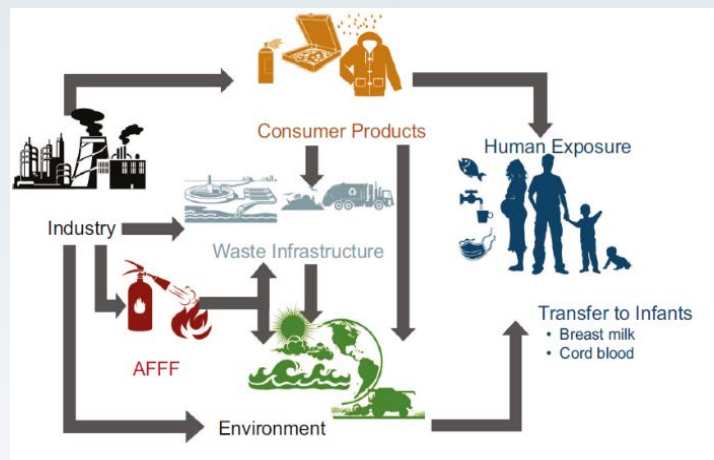 Consumer Products
Human Exposure
Industry
Waste Infrastructure
AFFF
Transfer to Infants
• Breast milk
• Cord blood
Environment